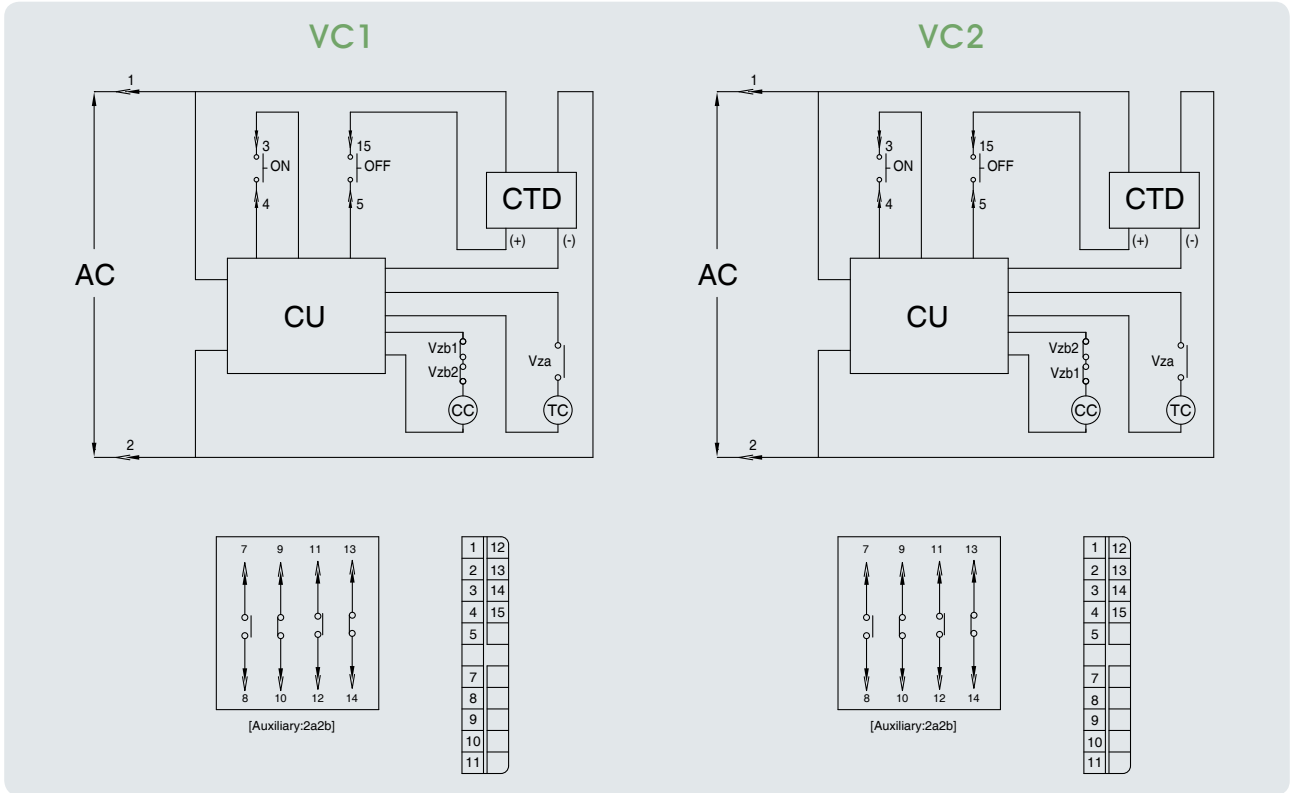 VC1
1
3
ON
4
15
OFF
5
CTD
(+)
(-)
AC
CU
Vzb1
Vzb2
CC
Vza
TC
2
7 9 11 13
8 10 12 14
[Auxiliary:2a2b]
1 12
2 13
3 14
4 15
5
7
8
9
10
11
VC2
1
3
ON
4
15
OFF
5
CTD
(+)
(-)
AC
CU
Vzb2
Vzb1
CC
Vza
TC
2
7 9 11 13
8 10 12 14
[Auxiliary:2a2b]
1 12
2 13
3 14
4 15
5
7
8
9
10
11